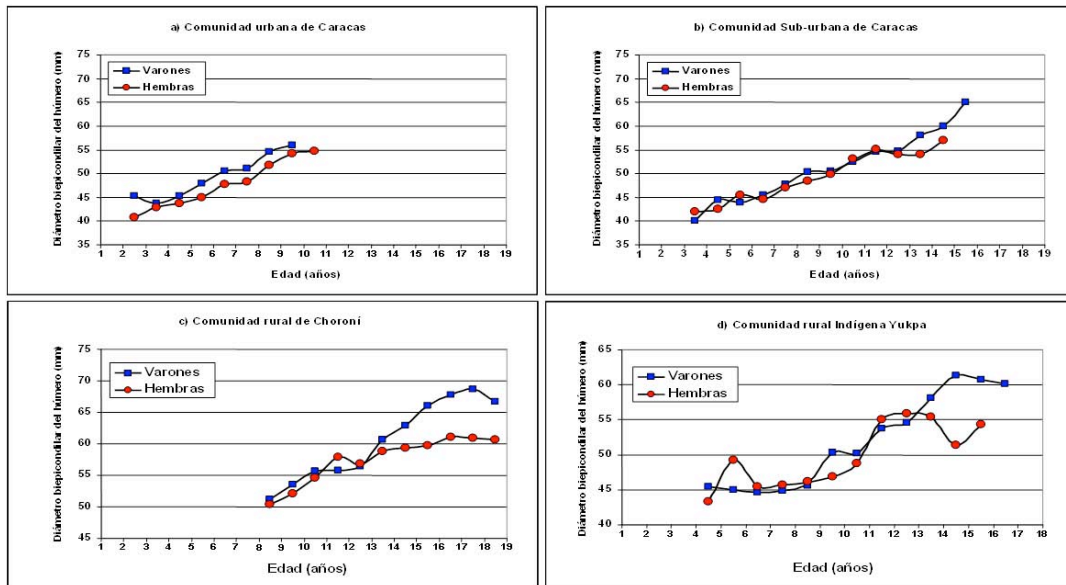 a) Comunidad urbana de Caracas
Diámetro biepicondilar del húmero (mm)
75
70
65
60
55
50
45
40
35
Varones
Hembras
1 2 3 4 5 6 7 8 9 10 11 12 13 14 15 16 17 18 19
Edad (años)
b) Comunidad Sub-urbana de Caracas
Diámetro biepicondilar del húmero (mm)
75
70
65
60
55
50
45
40
35
Varones
Hembras
1 2 3 4 5 6 7 8 9 10 11 12 13 14 15 16 17 18 19
Edad (años)
c) Comunidad rural de Choroní
Diámetro biepicondilar del húmero (mm)
75
70
65
60
55
50
45
Varones
Hembras
1 2 3 4 5 6 7 8 9 10 11 12 13 14 15 16 17 18 19
Edad (años)
d) Comunidad rural Indígena Yukpa
Diámetro biepicondilar del húmero (mm)
65
60
55
50
45
40
Varones
Hembras
1 2 3 4 5 6 7 8 9 10 11 12 13 14 15 16 17 18
Edad (años)